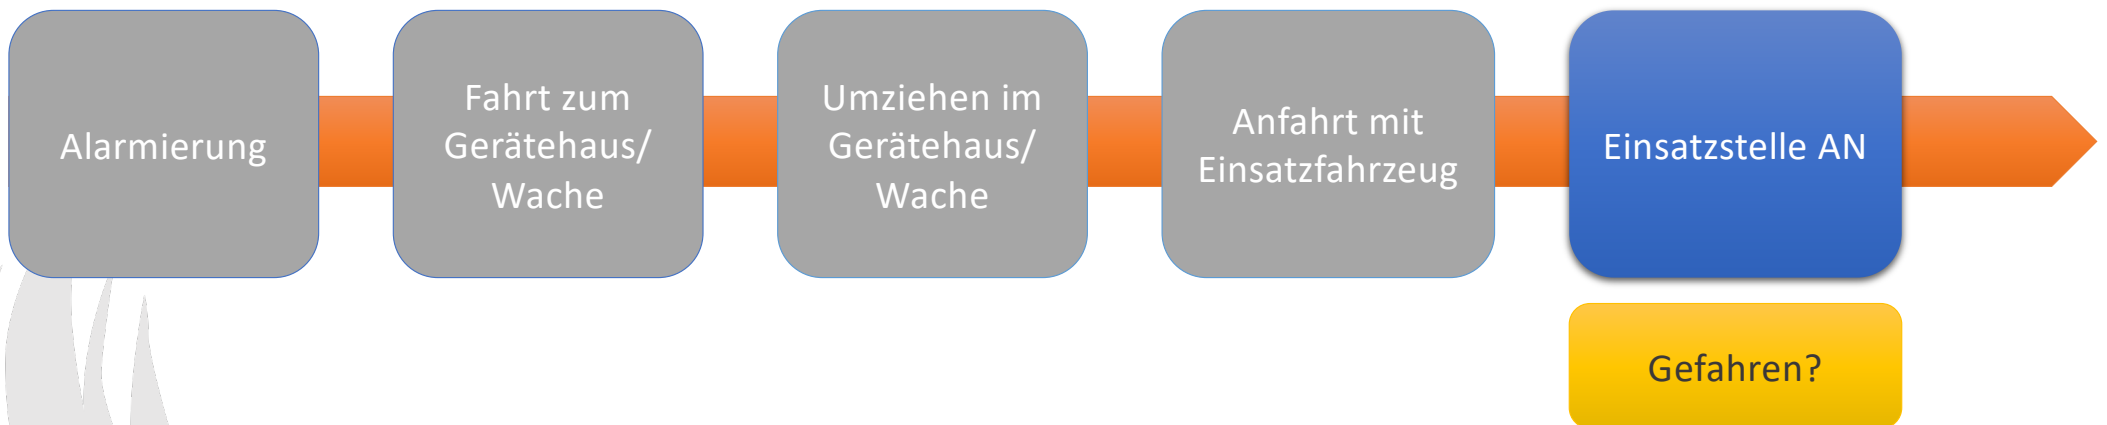 Alarmierung
Fahrt zum
Gerätehaus/
Wache
Umziehen im
Gerätehaus/
Wache
Anfahrt mit
Einsatzfahrzeug
Einsatzstelle AN
Gefahren?